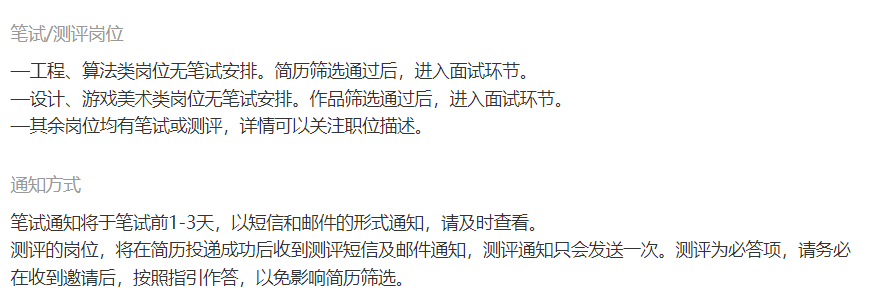 笔试/测评岗位
—工程、算法类岗位无笔试安排。简历筛选通过后，进入面试环节。
—设计、游戏美术类岗位无笔试安排。作品筛选通过后，进入面试环节。
—其余岗位均有笔试或测评，详情可以关注职位描述。
通知方式
笔试通知将于笔试前1-3天，以短信和邮件的形式通知，请及时查看。
测评的岗位，将在简历投递成功后收到测评短信及邮件通知，测评通知只会发送一次。测评为必答项，请务必
在收到邀请后，按照指引作答，以免影响简历筛选。